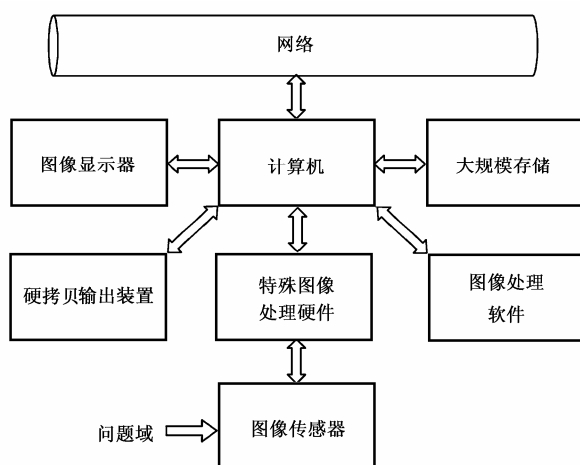 网络
图像显示器
计算机
大规模存储
硬拷贝输出装置
特殊图像
处理硬件
图像处理
软件
问题域
图像传感器